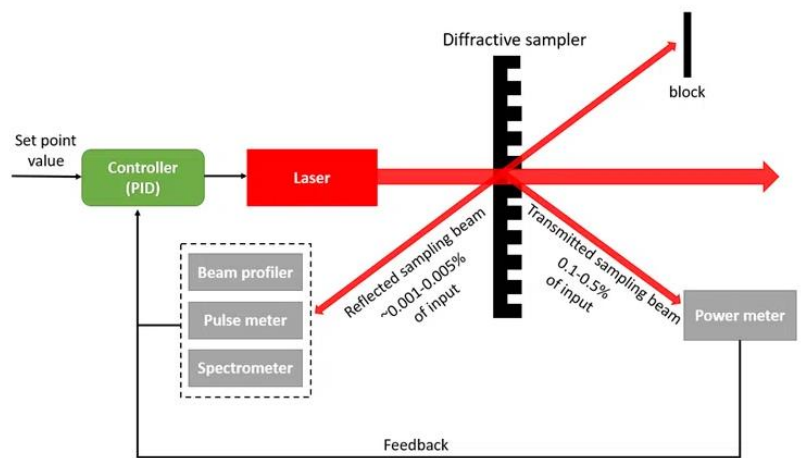 Diffractive sampler
block
Set point
value
Controller
(PID)
Laser
Reflected sampling beam
~0.001-0.005%
of input
Transmitted sampling beam
0.1-0.5%
of input
Beam profiler
Pulse meter
Spectrometer
Power meter
Feedback